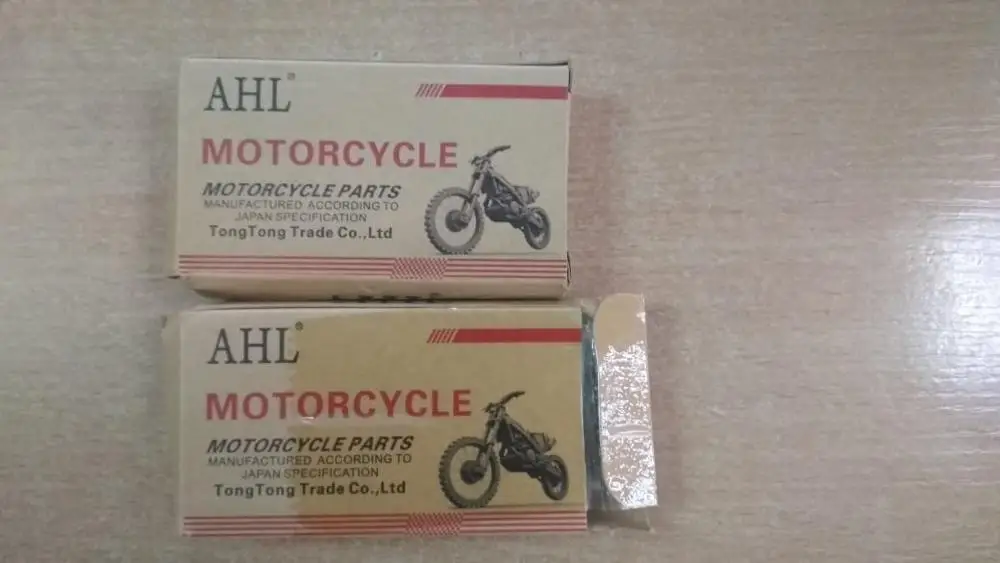 AHL®
MOTORCYCLE
MOTORCYCLE PARTS
MANUFACTURED ACCORDING TO
JAPAN SPECIFICATION
TongTong Trade Co.,Ltd
AHL®
MOTORCYCLE
MOTORCYCLE PARTS
MANUFACTURED ACCORDING TO
JAPAN SPECIFICATION
TongTong Trade Co.,Ltd